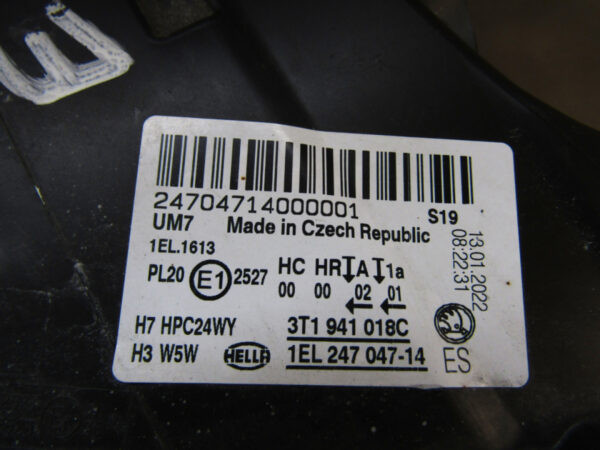 24704714000001
S19
UM7 Made in Czech Republic
1EL.1613
PL20 E1 2527
HC HR A 1a
00 00 02 01
13.01.2022
08:22:31
H7 HPC24WY
3T1 941 018C
H3 W5W HELLA
1EL 247 047-14
ES